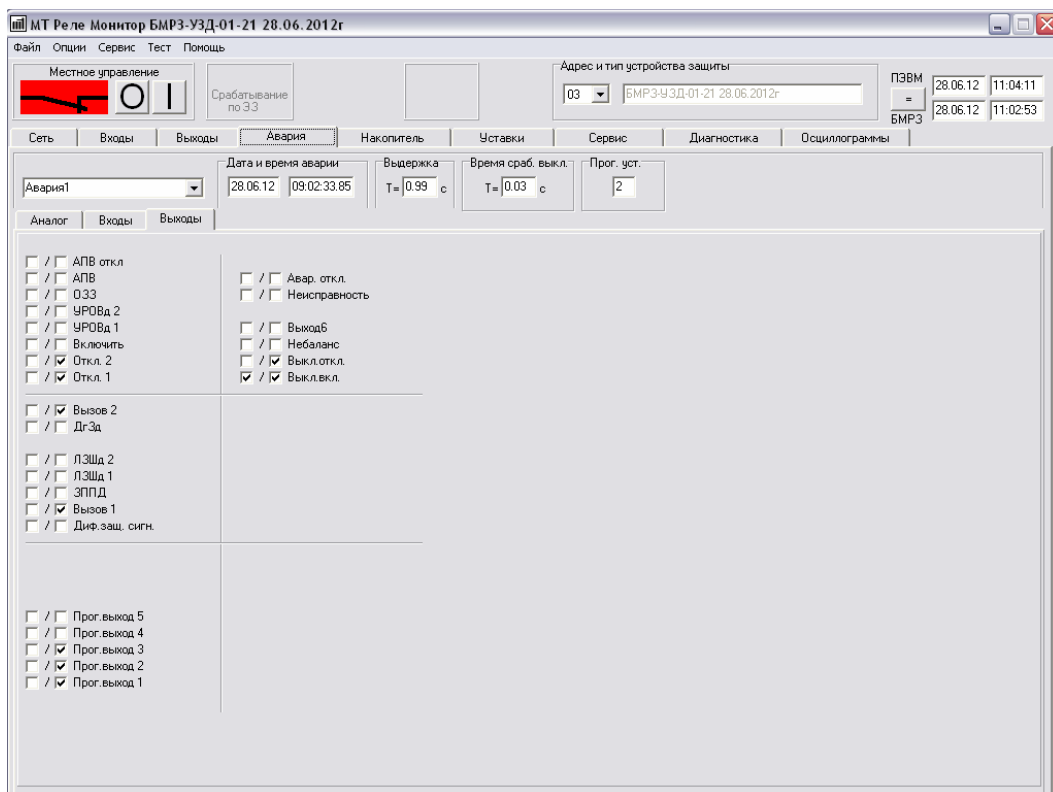 МТ Реле Монитор БМРЗ-УЗД-01-21 28.06.2012г
Файл Опции Сервис Тест Помощь
Местное управление
O I
Срабатывание по ЗЗ
Адрес и тип устройства защиты
03 БМРЗ-УЗД-01-21 28.06.2012г
ПЭВМ 28.06.12 11:04:11
=
БМРЗ 28.06.12 11:02:53
Сеть Входы Выходы Авария Накопитель Уставки Сервис Диагностика Осциллограммы
Авария1
Дата и время аварии
28.06.12 09:02:33.85
Выдержка
T= 0.99 с
Время сраб. выкл.
T= 0.03 с
Прог. уст.
2
Аналог Входы Выходы
/ АПВ откл
/ АПВ
/ ОЗЗ
/ УРОВд 2
/ УРОВд 1
/ Включить
/ Откл. 2
/ Откл. 1
/ Авар. откл.
/ Неисправность
/ Выход6
/ Небаланс
/ Выкл.откл.
/ Выкл.вкл.
/ Вызов 2
/ ДгЗд
/ ЛЗШд 2
/ ЛЗШд 1
/ ЗППД
/ Вызов 1
/ Диф.защ. сигн.
/ Прог.выход 5
/ Прог.выход 4
/ Прог.выход 3
/ Прог.выход 2
/ Прог.выход 1